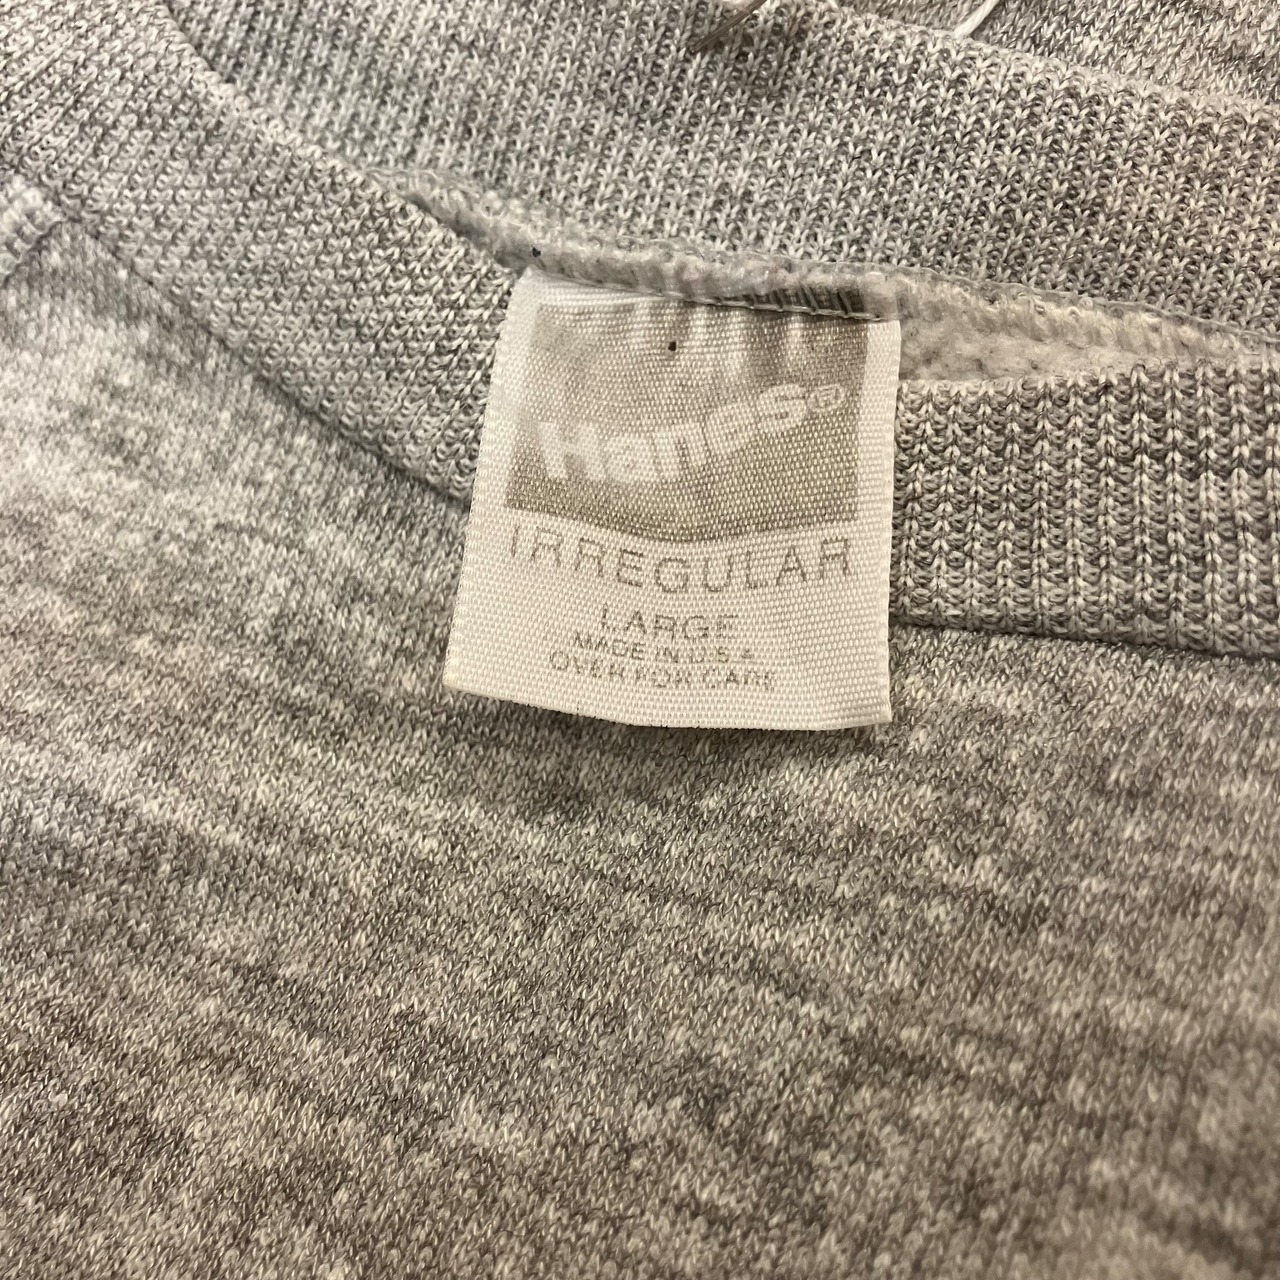 Hanes®
IRREGULAR
LARGE
MADE IN U.S.A
OVER FOR CARE